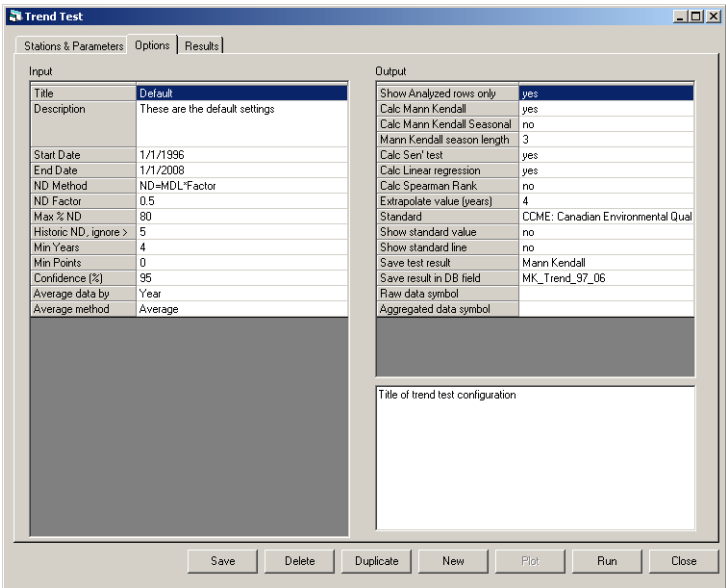 Trend Test
Stations & Parameters Options Results
Input
Title Default
Description These are the default settings
Start Date 1/1/1996
End Date 1/1/2008
ND Method ND=MDL*Factor
ND Factor 0.5
Max % ND 80
Historic ND, ignore > 5
Min Years 4
Min Points 0
Confidence (%) 95
Average data by Year
Average method Average
Output
Show Analyzed rows only yes
Calc Mann Kendall yes
Calc Mann Kendall Seasonal no
Mann Kendall season length 3
Calc Sen' test yes
Calc Linear regression yes
Calc Spearman Rank no
Extrapolate value (years) 4
Standard CCME: Canadian Environmental Qual
Show standard value no
Show standard line no
Save test result Mann Kendall
Save result in DB field MK_Trend_97_06
Raw data symbol
Aggregated data symbol
Title of trend test configuration
Save Delete Duplicate New Plot Run Close